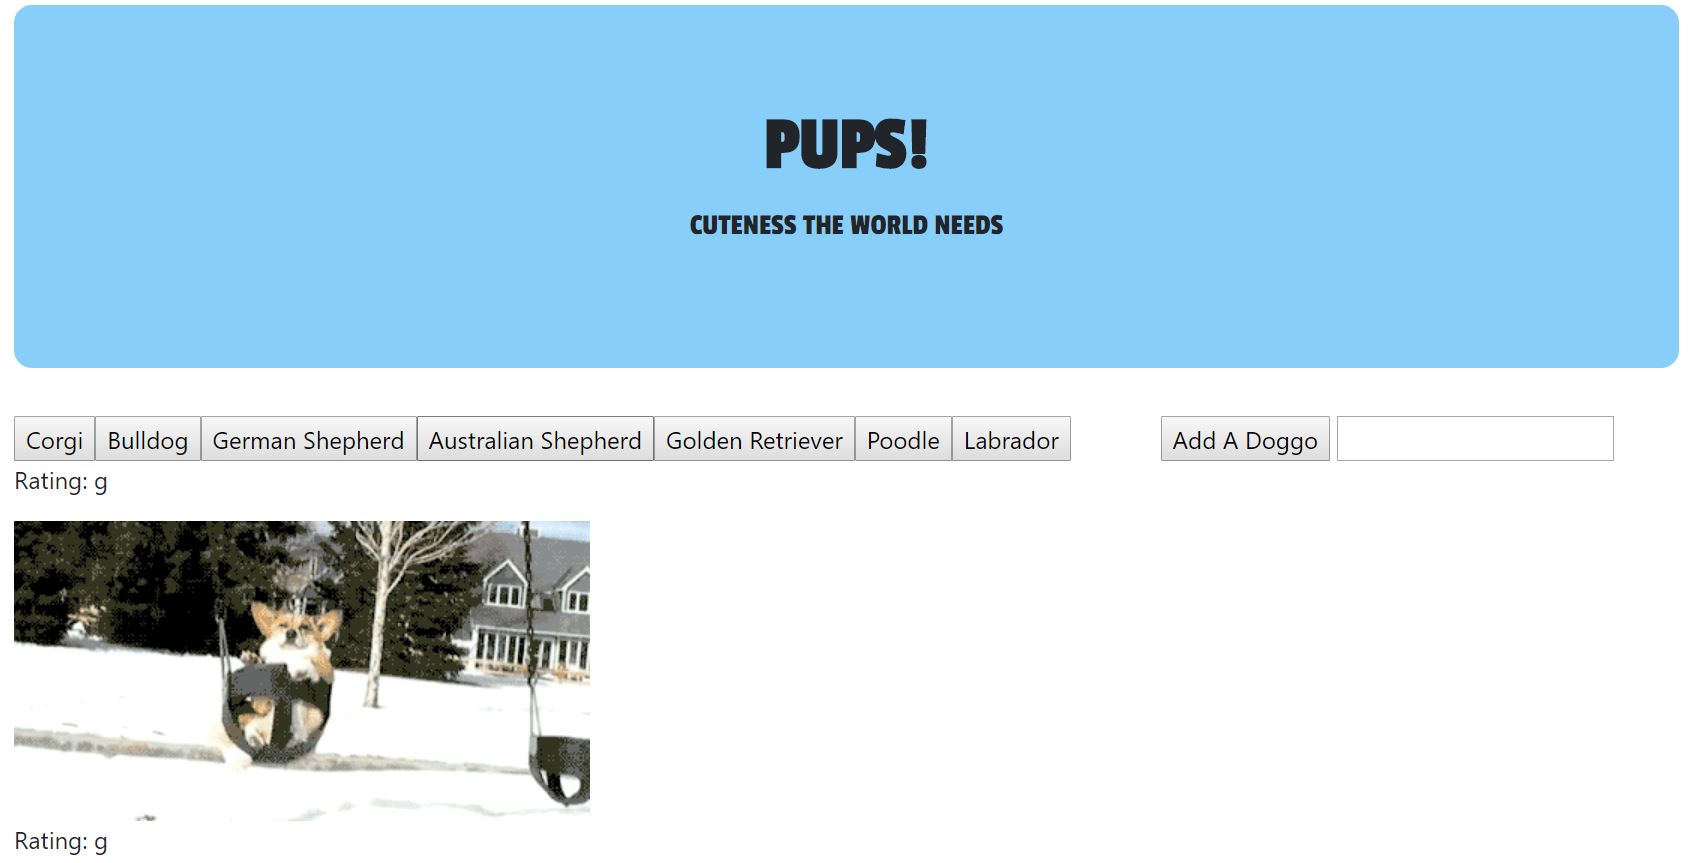 PUPS!
CUTENESS THE WORLD NEEDS
Corgi Bulldog German Shepherd Australian Shepherd Golden Retriever Poodle Labrador Add A Doggo
Rating: g
Rating: g